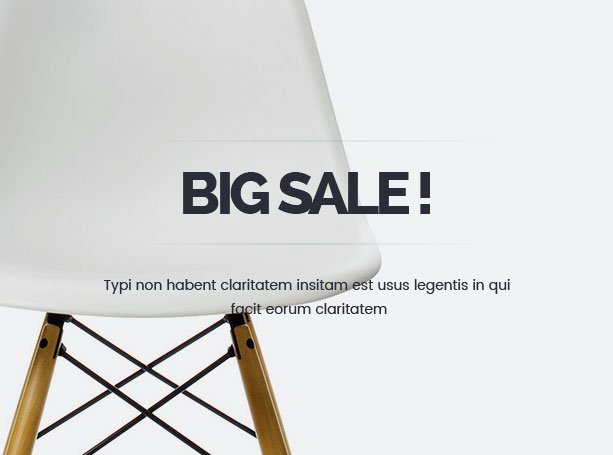 BIG SALE !
Typi non habent claritatem insitam est usus legentis in qui
facit eorum claritatem